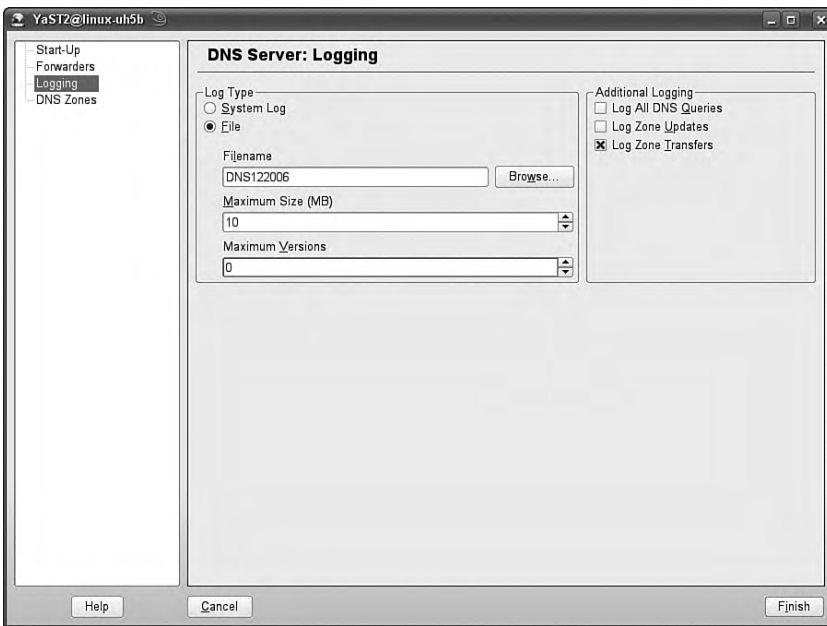 YaST2@linux-uh5b
Start-Up
Forwarders
Logging
DNS Zones
DNS Server: Logging
Log Type
System Log
File
Filename
DNS122006
Browse...
Maximum Size (MB)
10
Maximum Versions
0
Additional Logging
Log All DNS Queries
Log Zone Updates
Log Zone Transfers
Help
Cancel
Finish